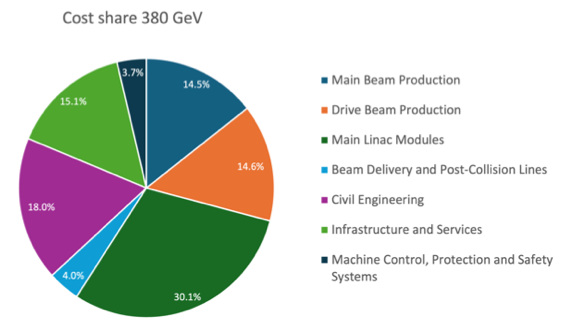 Cost share 380 GeV
3.7%
14.5%
15.1%
14.6%
18.0%
4.0%
30.1%
Main Beam Production
Drive Beam Production
Main Linac Modules
Beam Delivery and Post-Collision Lines
Civil Engineering
Infrastructure and Services
Machine Control, Protection and Safety
Systems